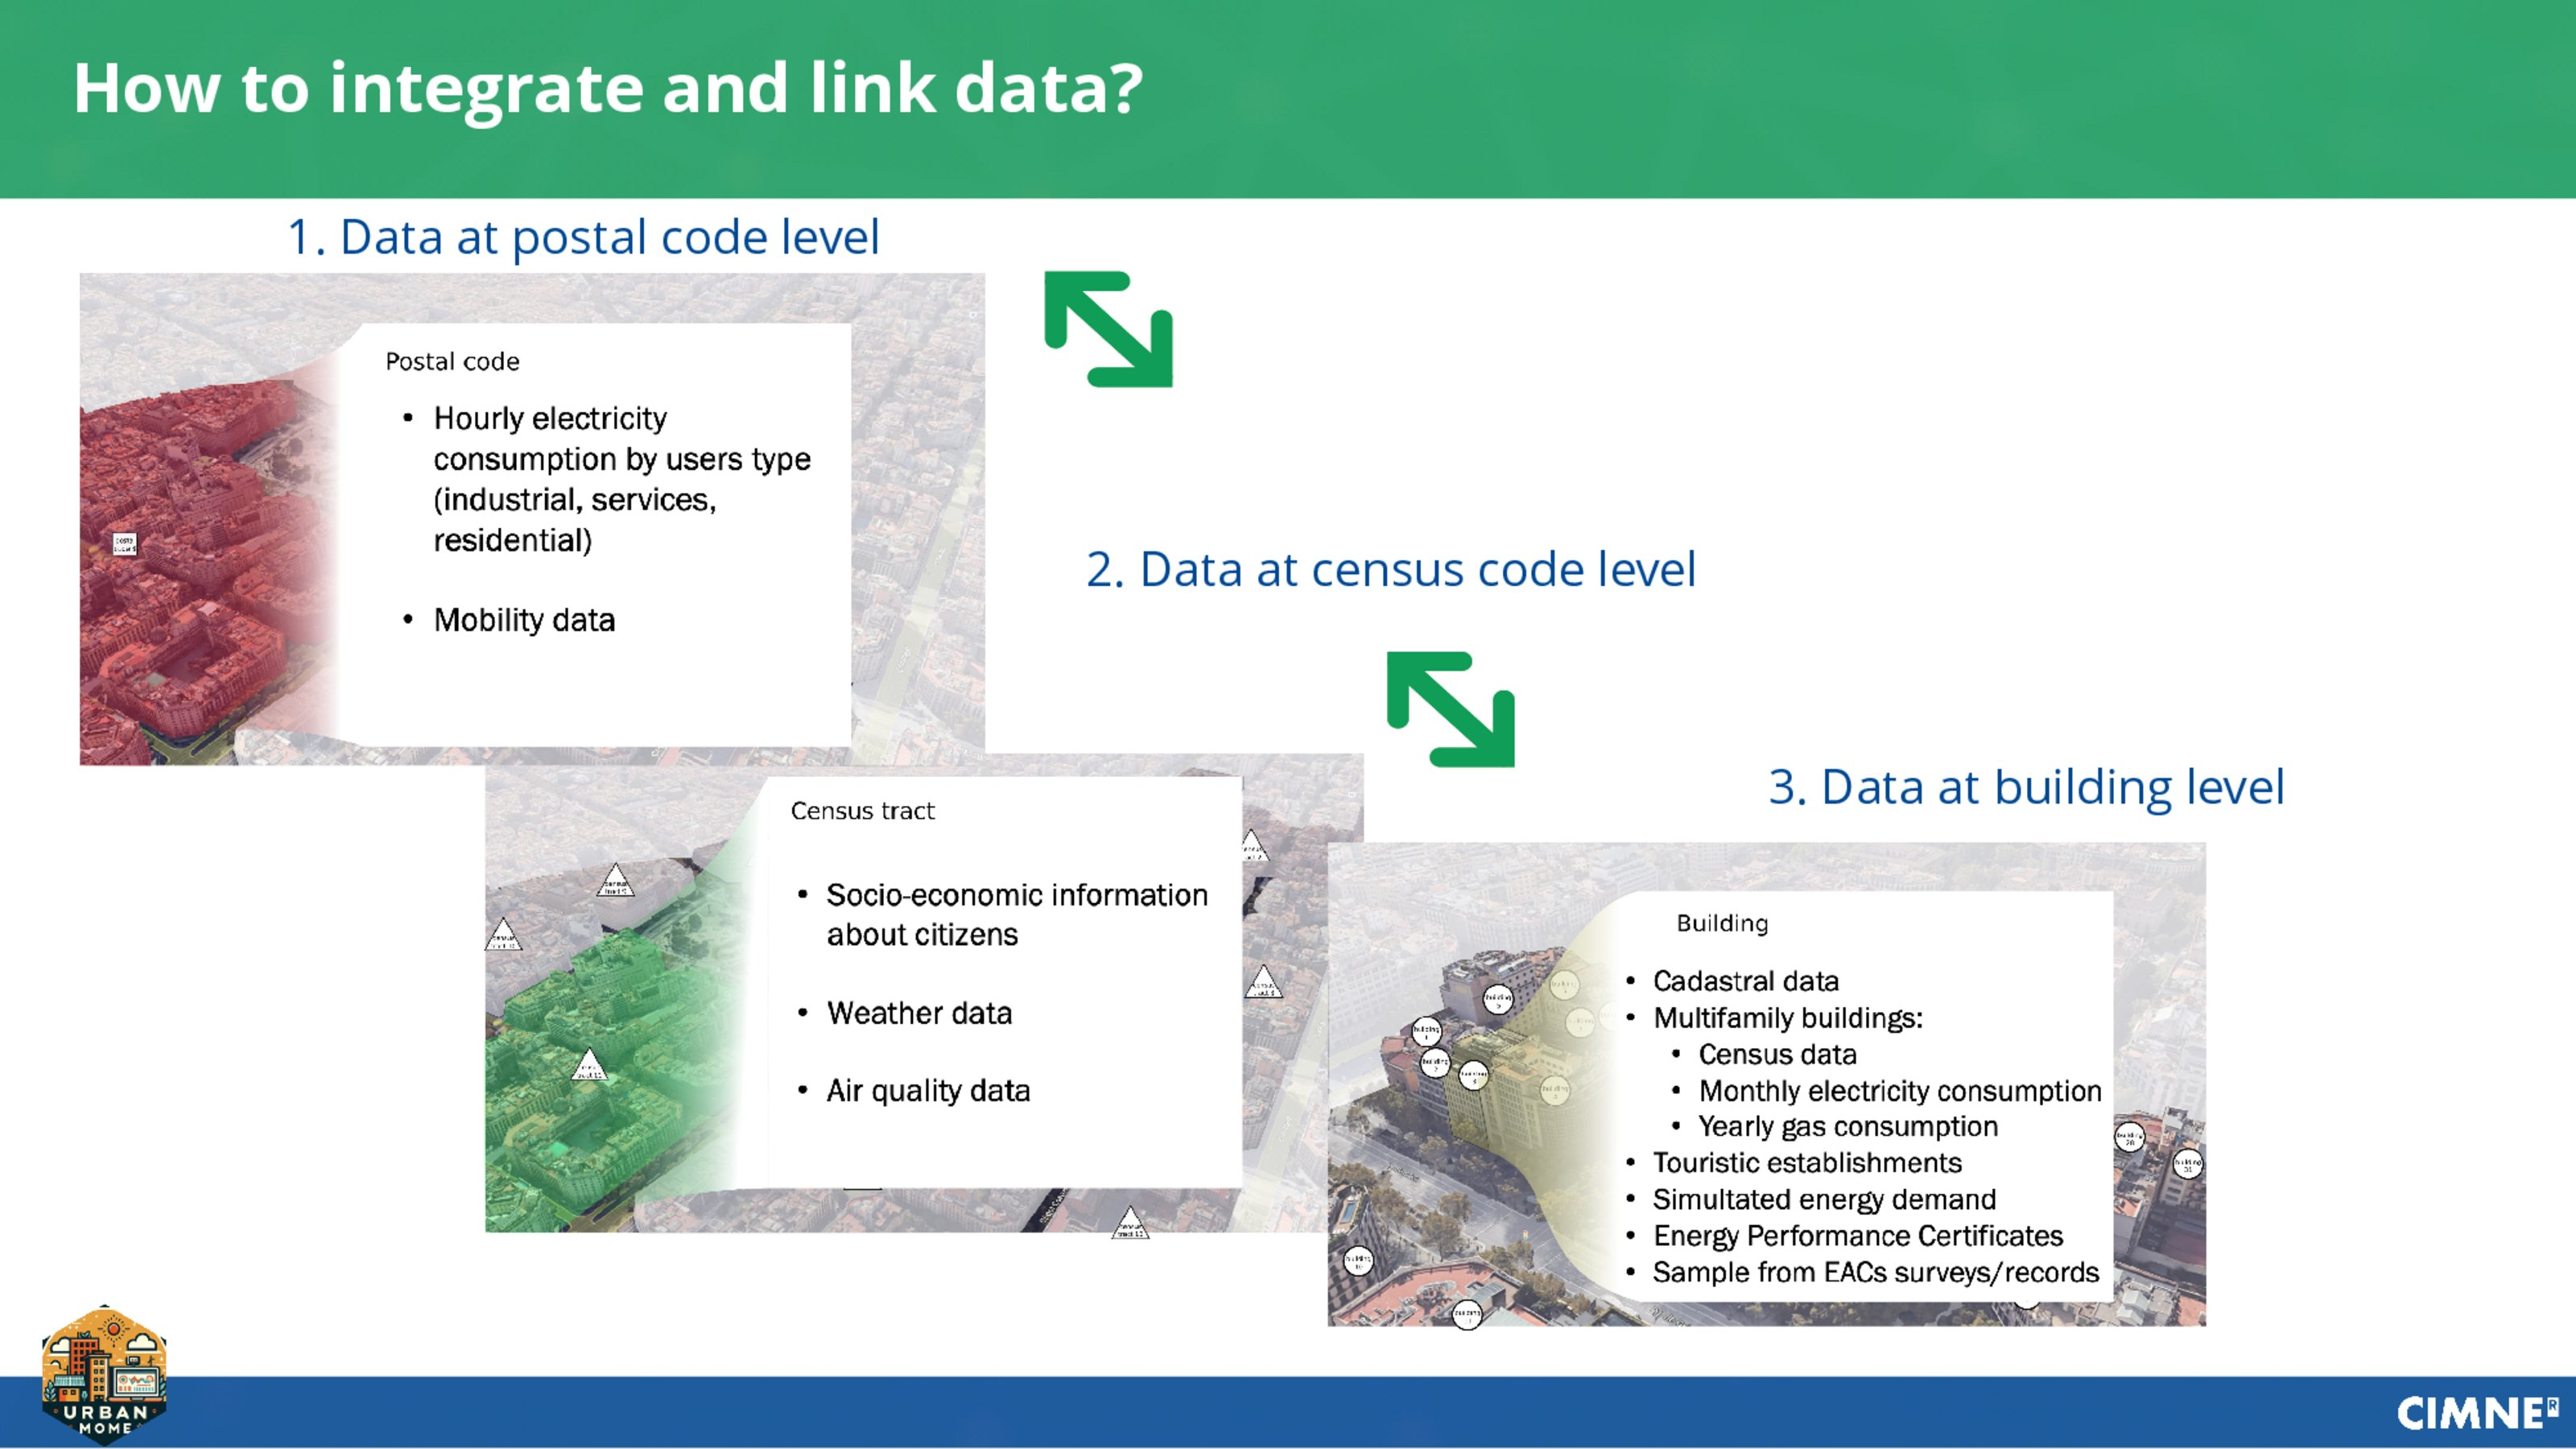 How to integrate and link data?
1. Data at postal code level
Postal code
• Hourly electricity
consumption by users type
(industrial, services,
residential)
• Mobility data
2. Data at census code level
Census tract
• Socio-economic information
about citizens
• Weather data
• Air quality data
3. Data at building level
Building
• Cadastral data
• Multifamily buildings:
• Census data
• Monthly electricity consumption
• Yearly gas consumption
• Touristic establishments
• Simultated energy demand
• Energy Performance Certificates
• Sample from EACs surveys/records
URBAN
MOME
CIMNE R